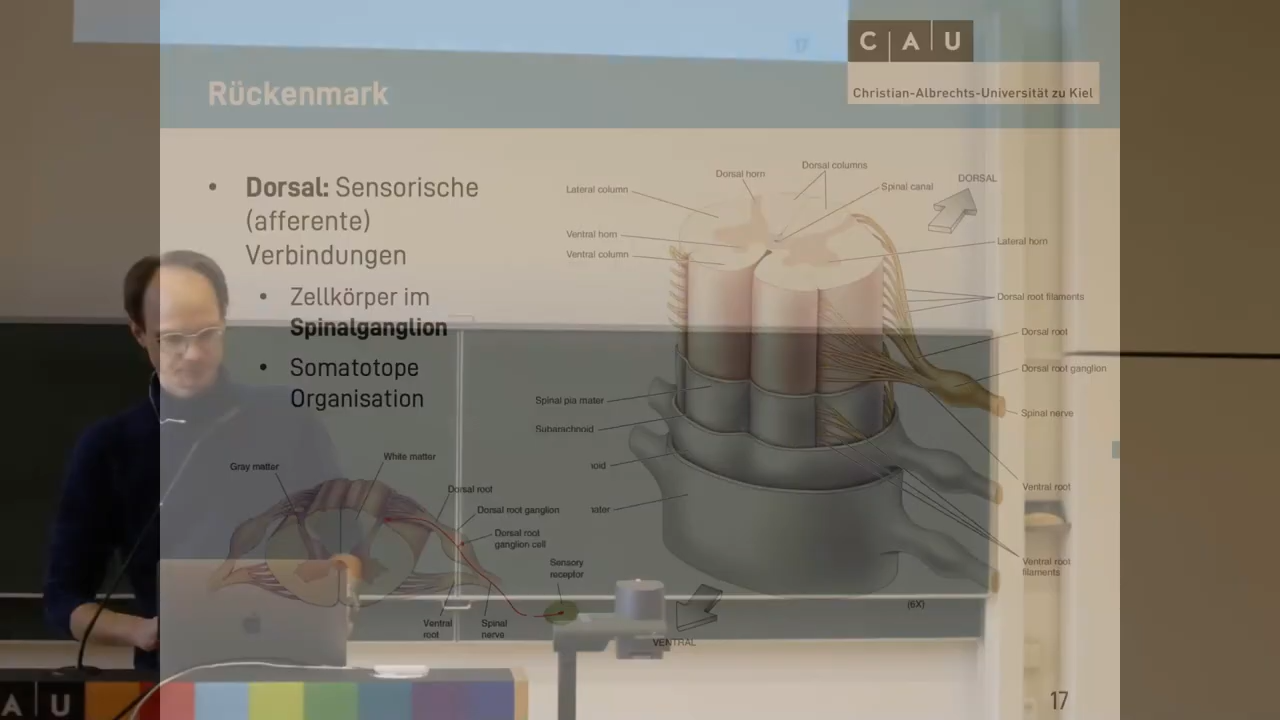 17
C A U
Christian-Albrechts-Universität zu Kiel
Rückenmark
• Dorsal: Sensorische
(afferente)
Verbindungen
• Zellkörper im
Spinalganglion
• Somatotope
Organisation
Dorsal columns
Dorsal horn
DORSAL
Spinal canal
Lateral column
Ventral horn
Lateral horn
Ventral column
Dorsal root filaments
Dorsal root
Dorsal root ganglion
Spinal pia mater
Spinal nerve
Subarachnoid
noid
Ventral root
mater
Ventral root
filaments
(6X)
VENTRAL
White matter
Gray matter
Dorsal root
Dorsal root ganglion
Dorsal root
ganglion cell
Sensory
receptor
Ventral
root
Spinal
nerve
A U
17